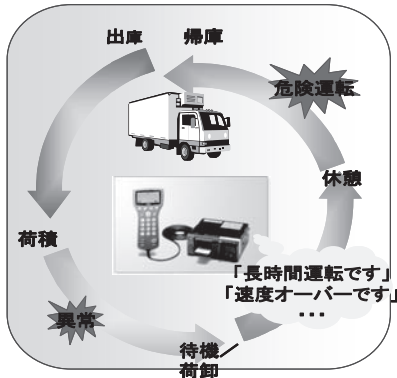 出庫 帰庫
危険運転
休憩
荷積
「長時間運転です」
「速度オーバーです」
・・・
異常
待機
荷卸